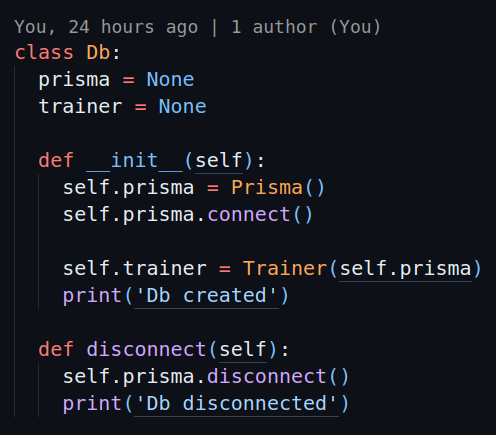 You, 24 hours ago | 1 author (You)
class Db:
  prisma = None
  trainer = None

  def __init__(self):
    self.prisma = Prisma()
    self.prisma.connect()

    self.trainer = Trainer(self.prisma)
    print('Db created')

  def disconnect(self):
    self.prisma.disconnect()
    print('Db disconnected')